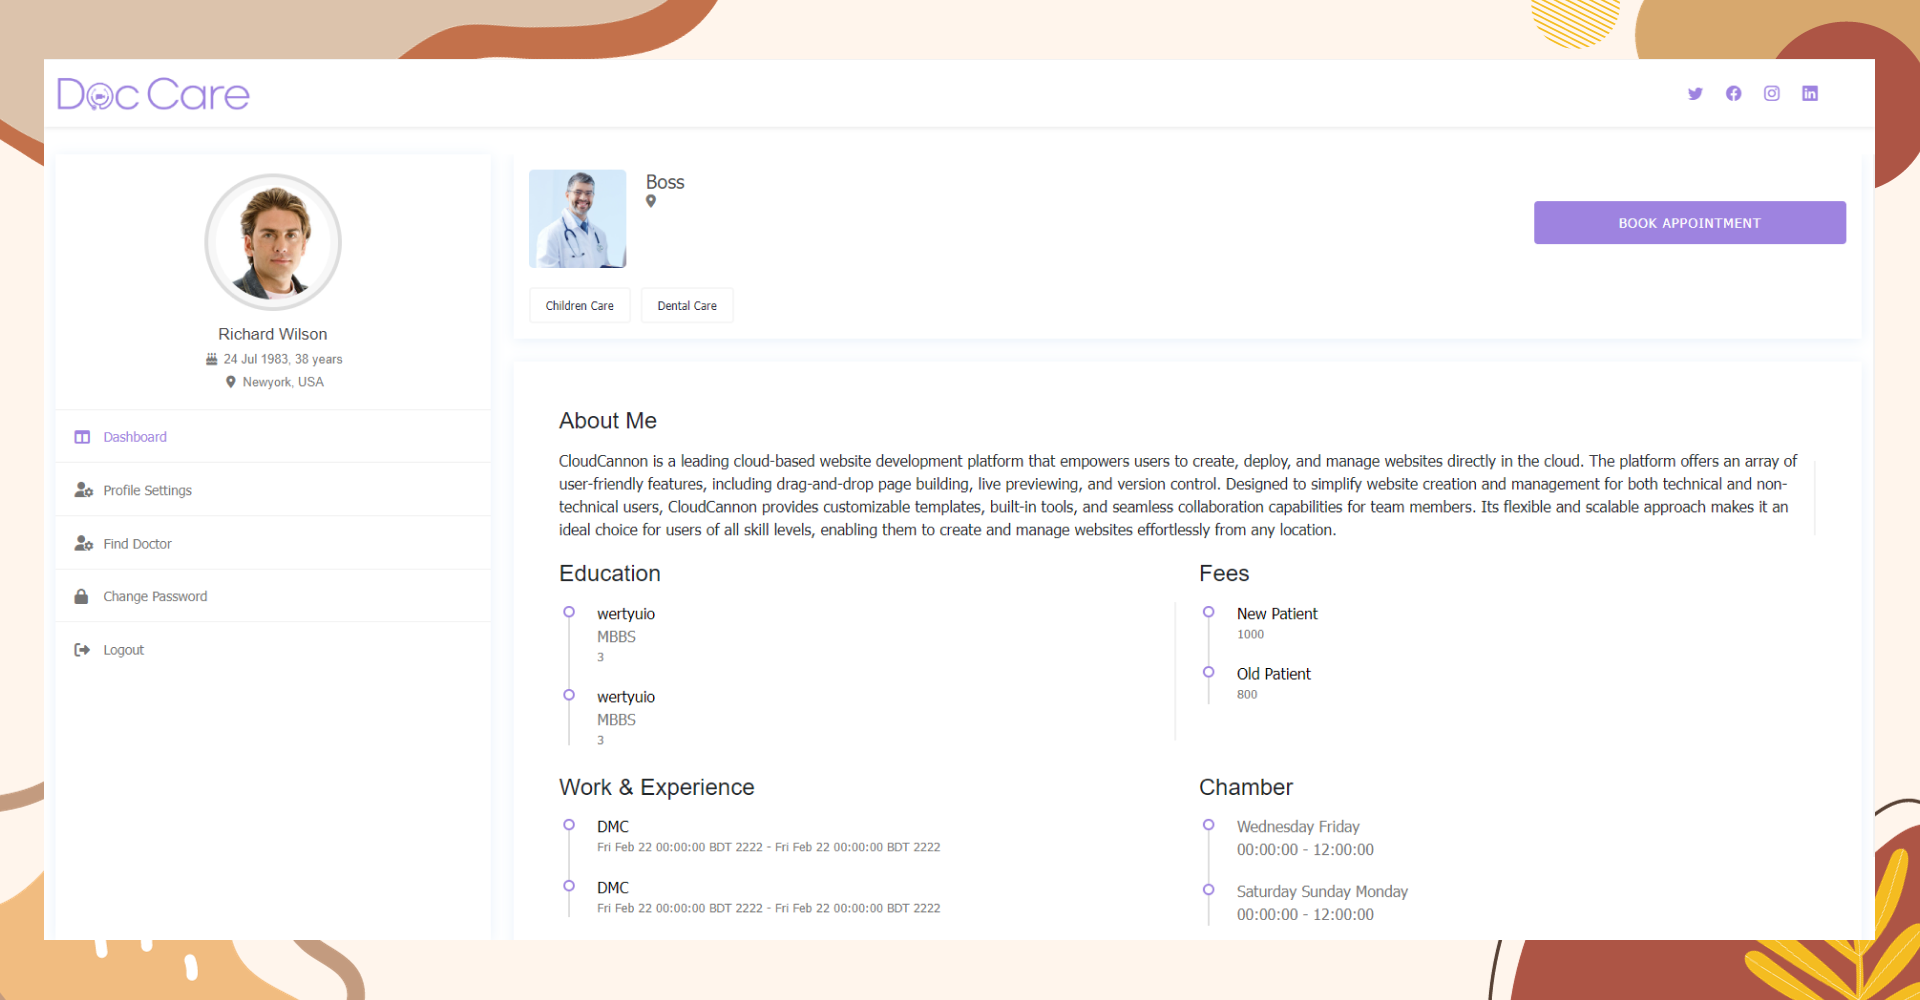 Doc Care
Richard Wilson
24 Jul 1983, 38 years
Newyork, USA
Dashboard
Profile Settings
Find Doctor
Change Password
Logout
Boss
BOOK APPOINTMENT
Children Care
Dental Care
About Me
CloudCannon is a leading cloud-based website development platform that empowers users to create, deploy, and manage websites directly in the cloud. The platform offers an array of
user-friendly features, including drag-and-drop page building, live previewing, and version control. Designed to simplify website creation and management for both technical and non-
technical users, CloudCannon provides customizable templates, built-in tools, and seamless collaboration capabilities for team members. Its flexible and scalable approach makes it an
ideal choice for users of all skill levels, enabling them to create and manage websites effortlessly from any location.
Education
wertyuio
MBBS
3
wertyuio
MBBS
3
Fees
New Patient
1000
Old Patient
800
Work & Experience
DMC
Fri Feb 22 00:00:00 BDT 2222 - Fri Feb 22 00:00:00 BDT 2222
DMC
Fri Feb 22 00:00:00 BDT 2222 - Fri Feb 22 00:00:00 BDT 2222
Chamber
Wednesday Friday
00:00:00 - 12:00:00
Saturday Sunday Monday
00:00:00 - 12:00:00